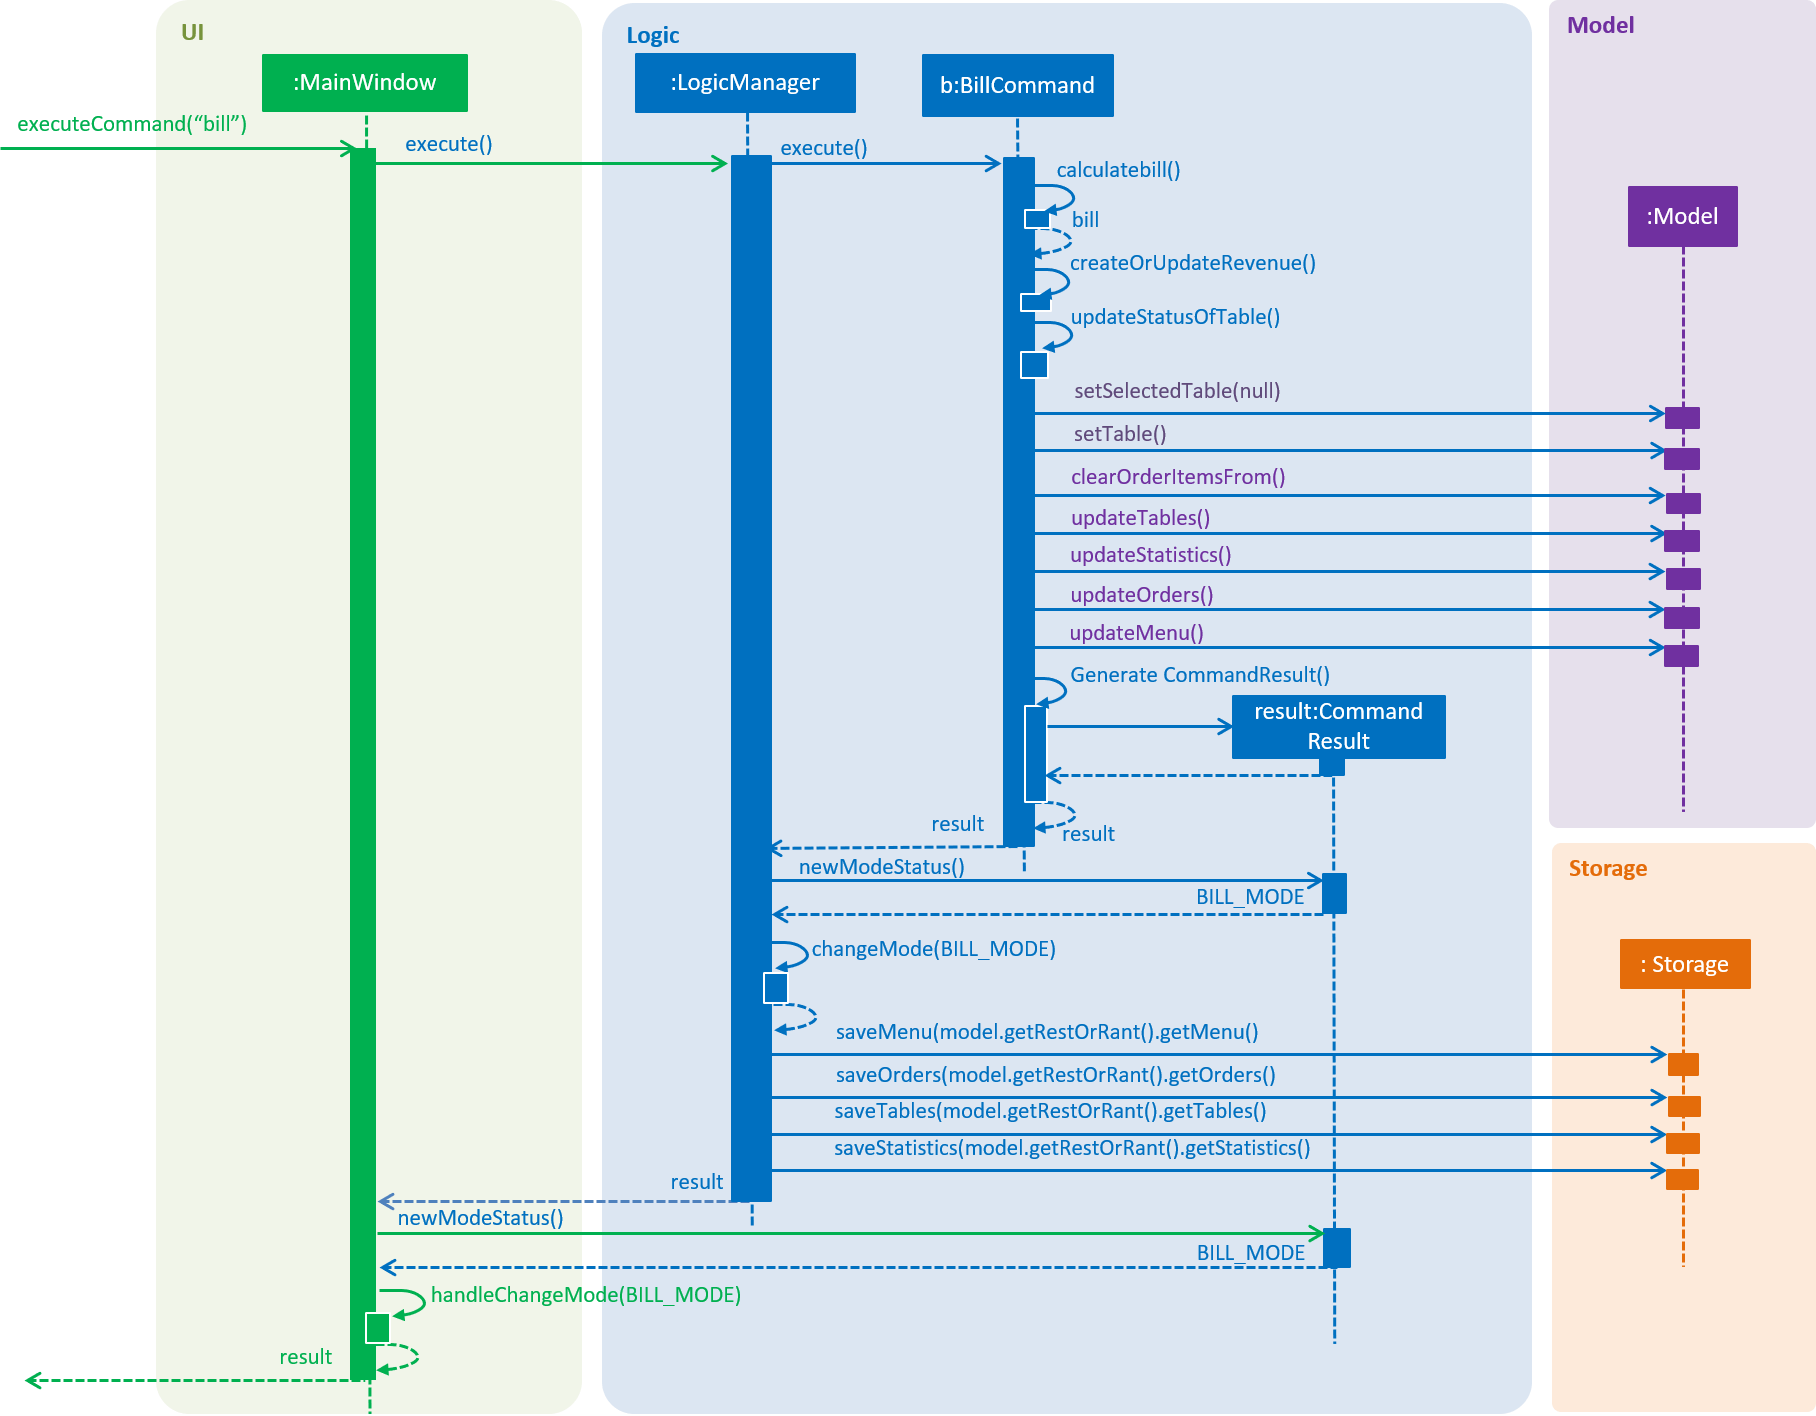 UI
Logic
Model
:MainWindow
:LogicManager
b:BillCommand
executeCommand(“bill”)
execute()
execute()
calculatebill()
:Model
bill
createOrUpdateRevenue()
updateStatusOfTable()
setSelectedTable(null)
setTable()
clearOrderItemsFrom()
updateTables()
updateStatistics()
updateOrders()
updateMenu()
Generate CommandResult()
result:Command
Result
result
result
newModeStatus()
Storage
BILL_MODE
changeMode(BILL_MODE)
: Storage
saveMenu(model.getRestOrRant().getMenu()
saveOrders(model.getRestOrRant().getOrders()
saveTables(model.getRestOrRant().getTables()
saveStatistics(model.getRestOrRant().getStatistics()
result
newModeStatus()
BILL_MODE
handleChangeMode(BILL_MODE)
result